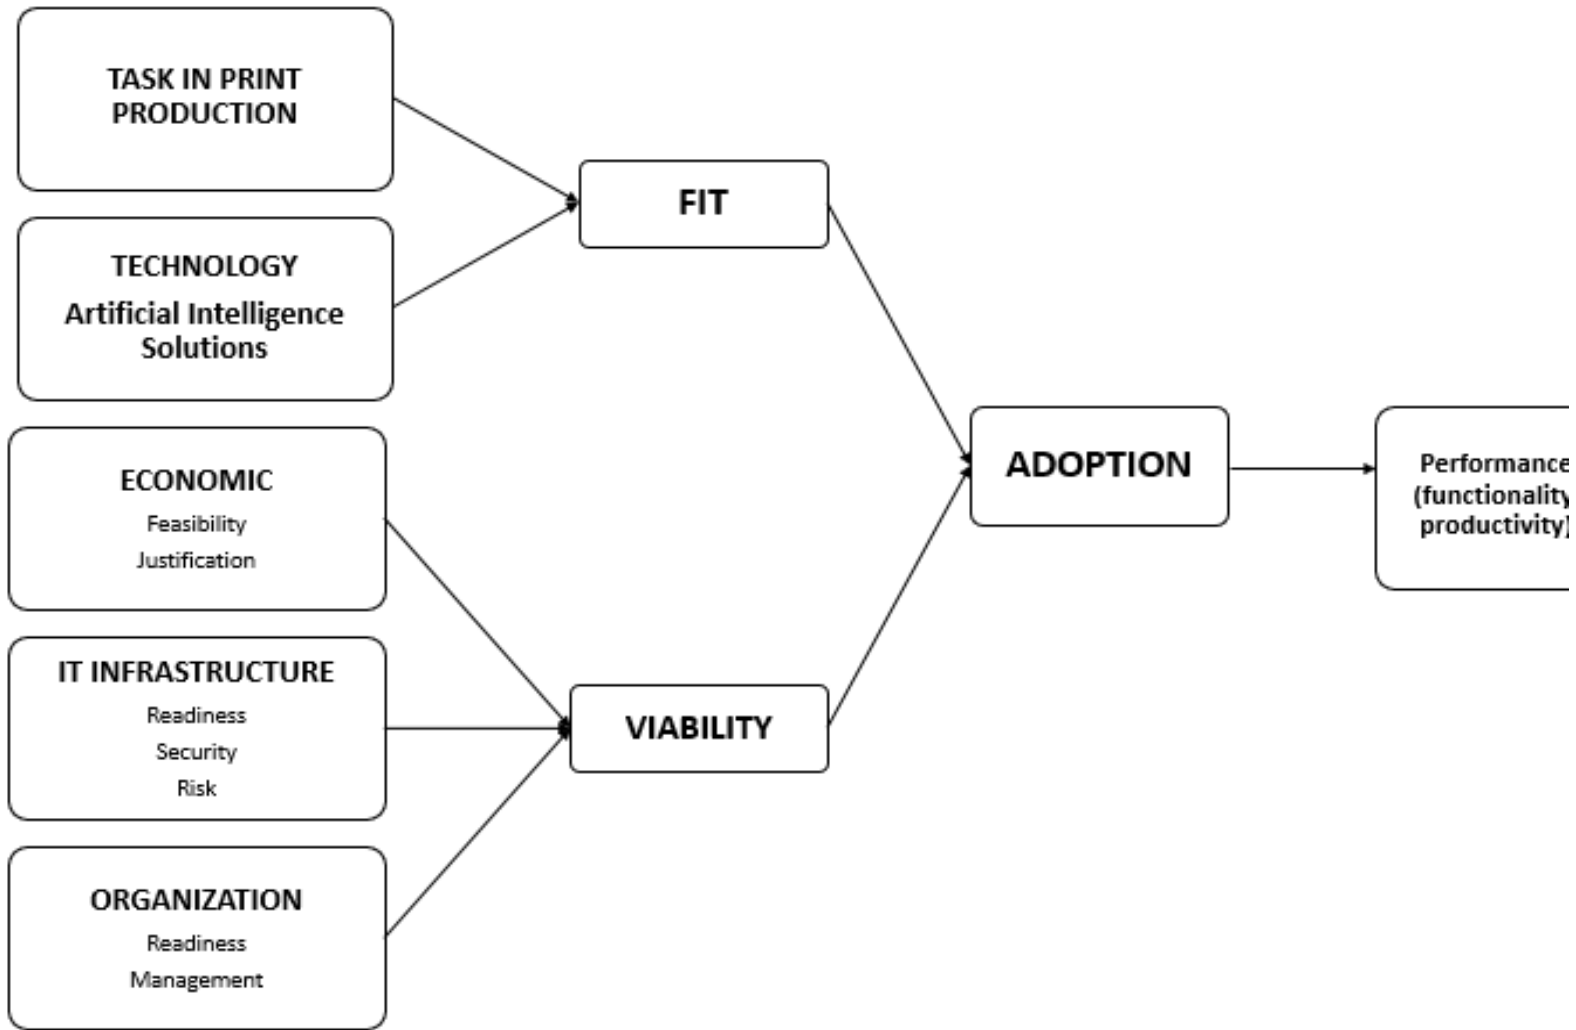 TASK IN PRINT
PRODUCTION
TECHNOLOGY
Artificial Intelligence
Solutions
FIT
ECONOMIC
Feasibility
Justification
IT INFRASTRUCTURE
Readiness
Security
Risk
VIABILITY
ORGANIZATION
Readiness
Management
ADOPTION
Performance
(functionality
productivity)